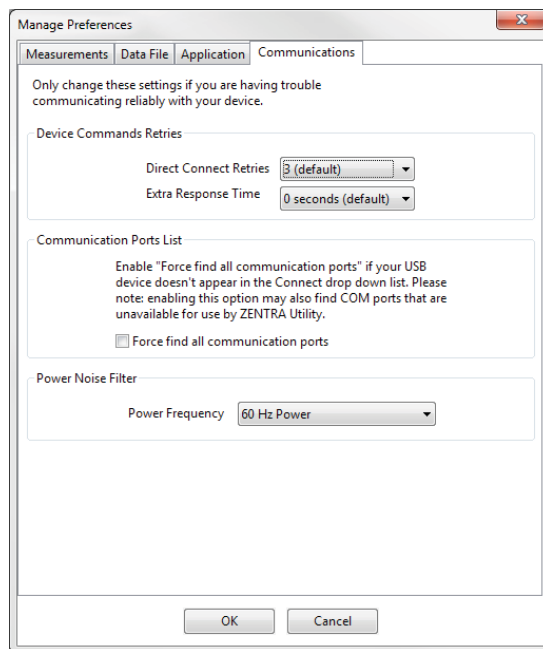 Manage Preferences
Measurements Data File Application Communications
Only change these settings if you are having trouble
communicating reliably with your device.
Device Commands Retries
Direct Connect Retries 3 (default)
Extra Response Time 0 seconds (default)
Communication Ports List
Enable "Force find all communication ports" if your USB
device doesn't appear in the Connect drop down list. Please
note: enabling this option may also find COM ports that are
unavailable for use by ZENTRA Utility.
Force find all communication ports
Power Noise Filter
Power Frequency 60 Hz Power
OK Cancel